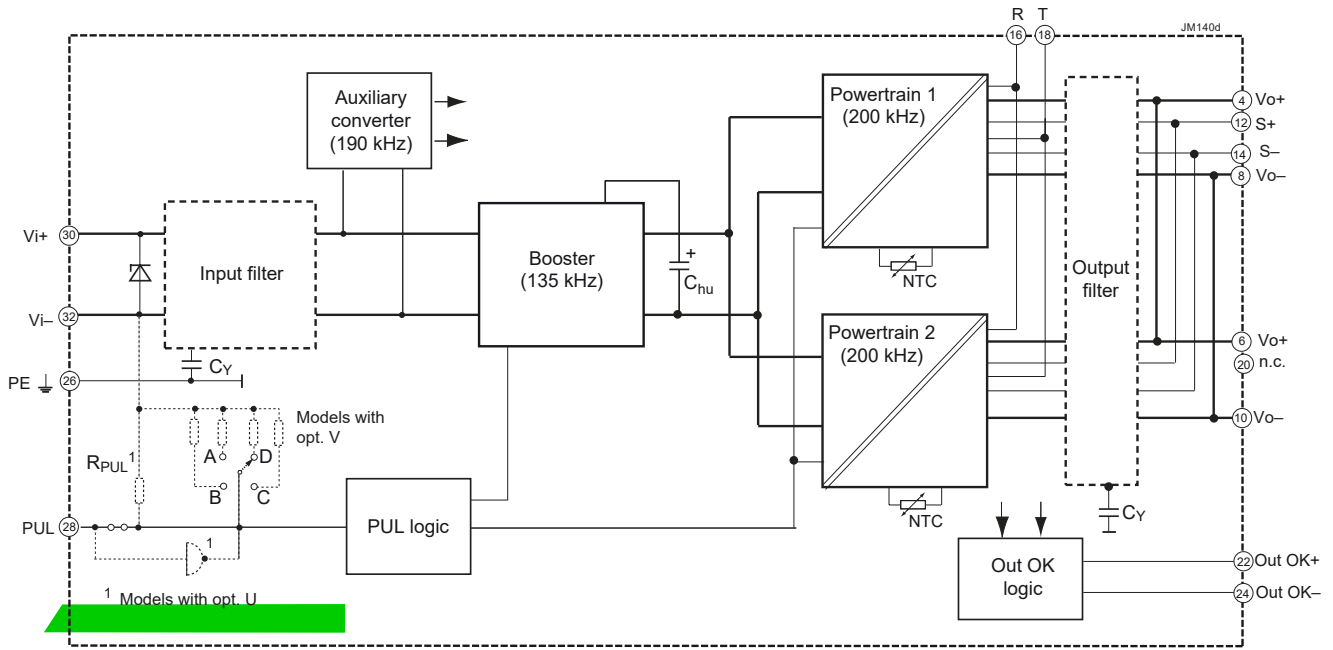 R T
16 18
JM140d
Auxiliary
converter
(190 kHz)
Powertrain 1
(200 kHz)
4 Vo+
12 S+
14 S–
8 Vo–
Vi+ 30
Input filter
Booster
(135 kHz)
+
Chu
NTC
Output
filter
Vi– 32
CY
Powertrain 2
(200 kHz)
6 Vo+
20 n.c.
PE 26
10 Vo–
Models with
opt. V
RPUL1
A D
B C
NTC
CY
PUL 28
PUL logic
1
Out OK
logic
22 Out OK+
24 Out OK–
1 Models with opt. U